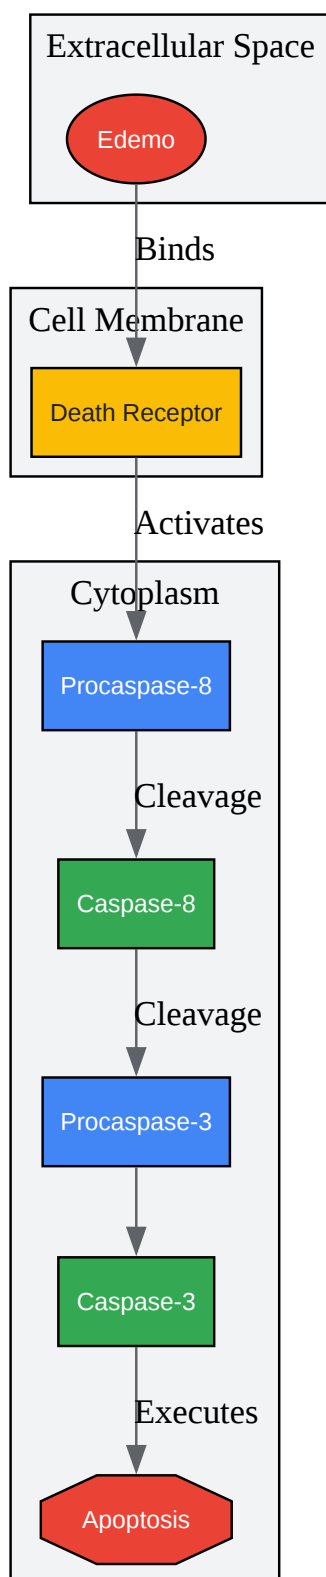 Extracellular Space
Edemo
Binds
Cell Membrane
Death Receptor
Activates
Cytoplasm
Procaspase-8
Cleavage
Caspase-8
Cleavage
Procaspase-3
Caspase-3
Executes
Apoptosis